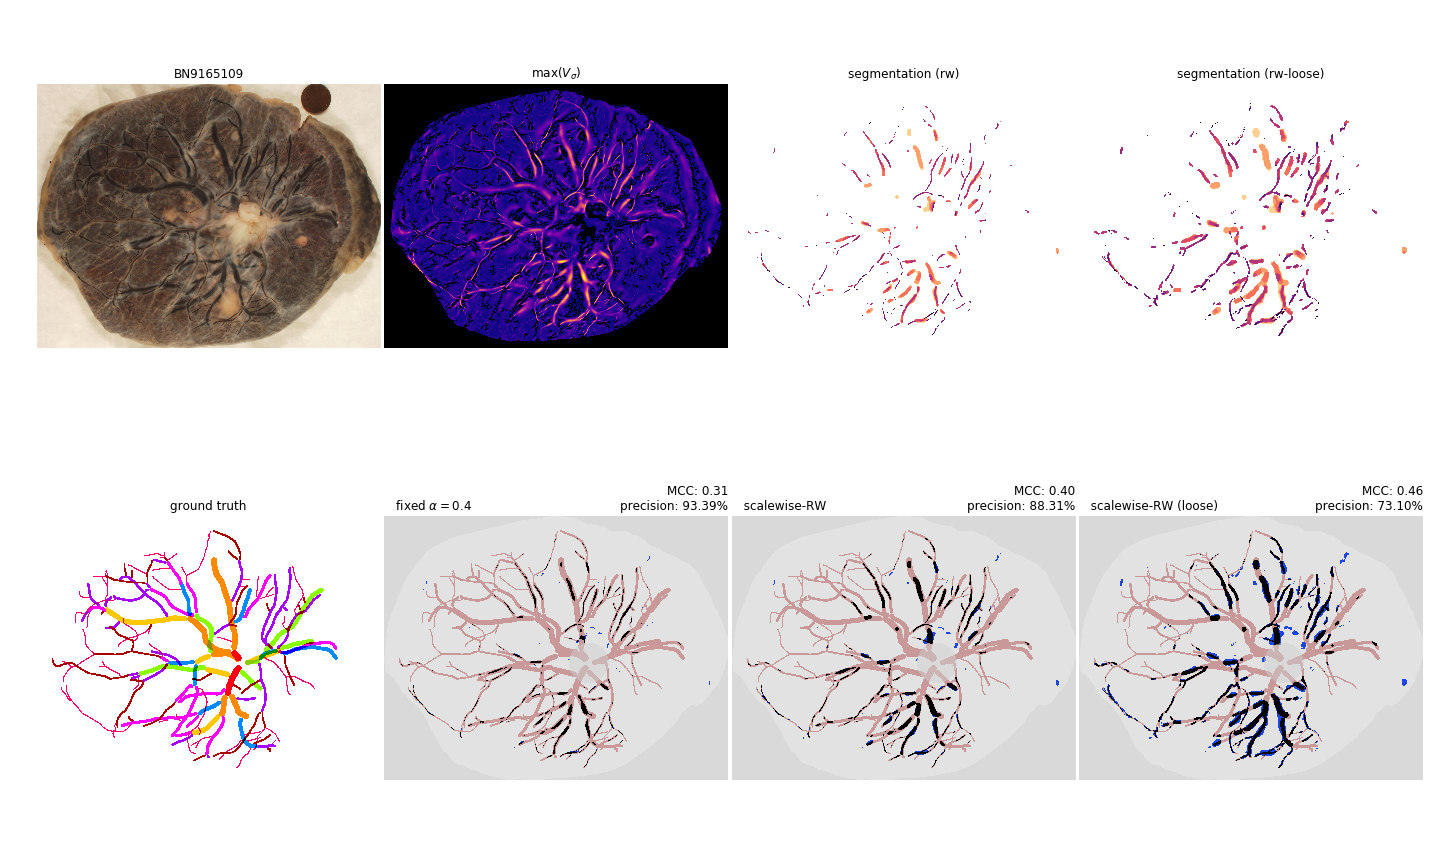 BN9165109
max(V_σ)
segmentation (rw)
segmentation (rw-loose)
ground truth
fixed α = 0.4
MCC: 0.31
precision: 93.39%
scalewise-RW
MCC: 0.40
precision: 88.31%
scalewise-RW (loose)
MCC: 0.46
precision: 73.10%